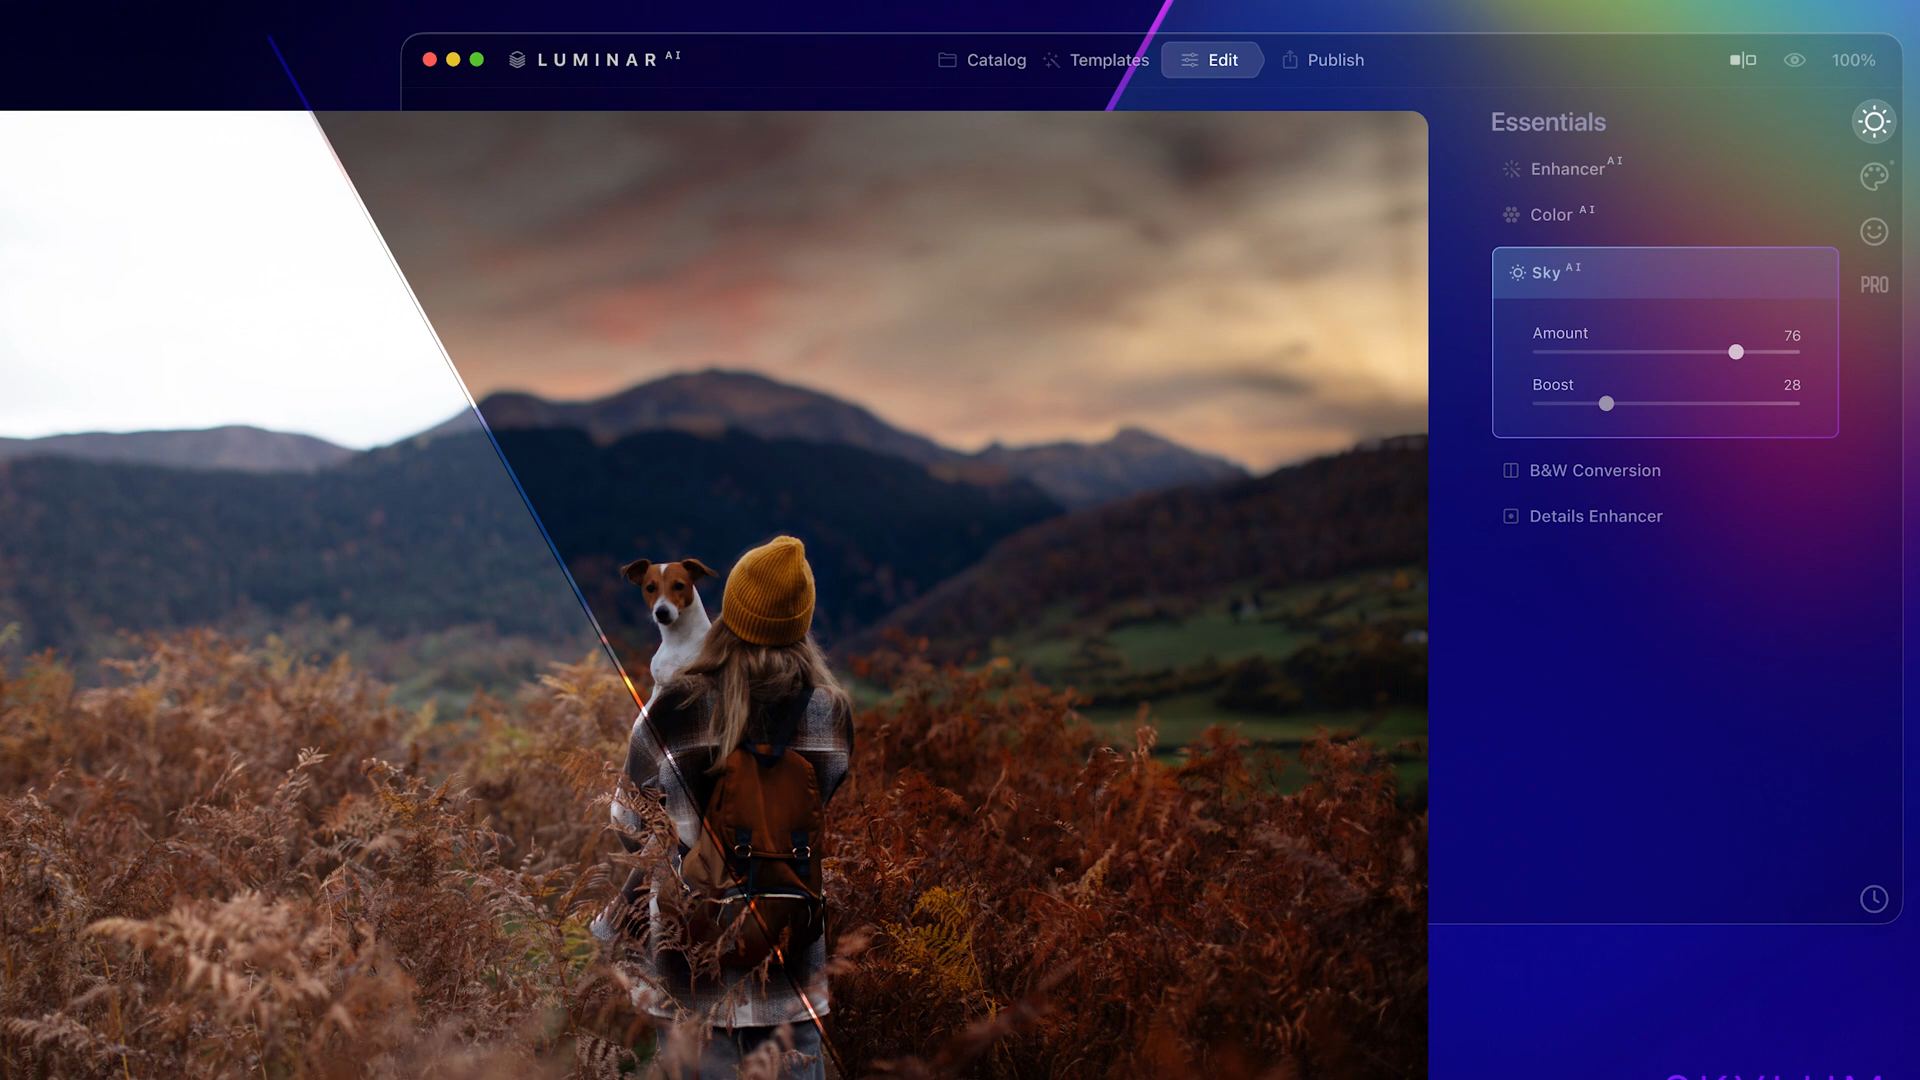 LUMINAR AI
Catalog
Templates
Edit
Publish
100%
Essentials
Enhancer AI
Color AI
Sky AI
Amount 76
Boost 28
B&W Conversion
Details Enhancer
PRO